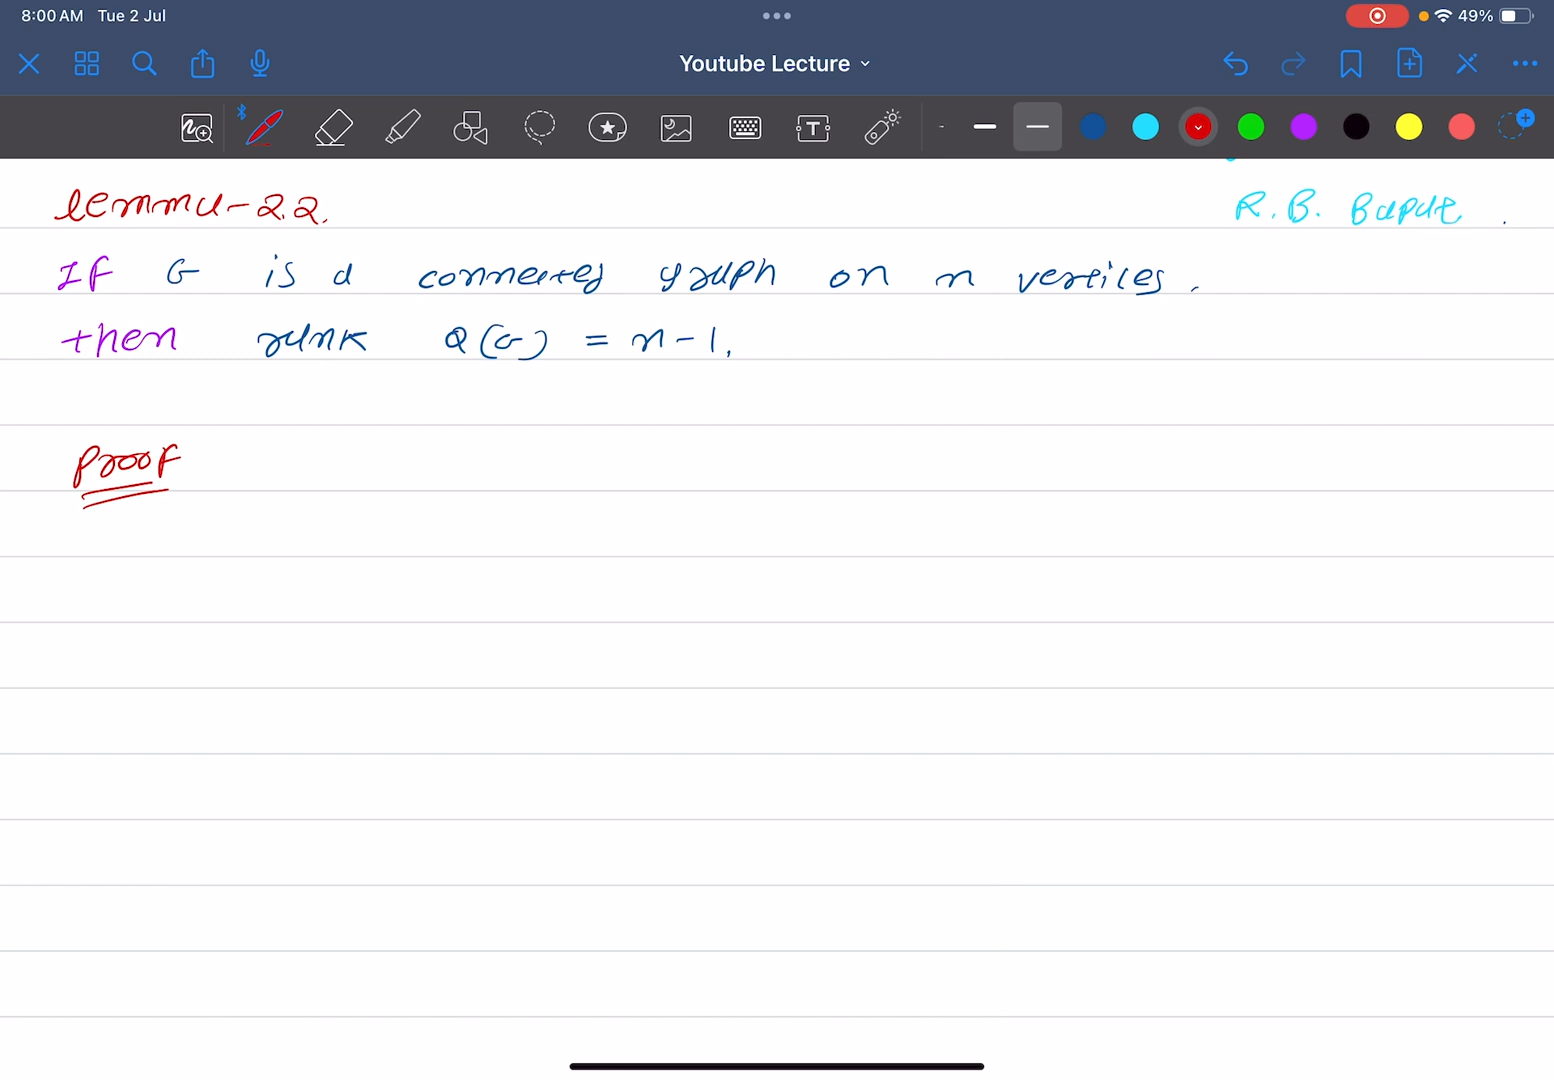 8:00 AM Tue 2 Jul
49%
Youtube Lecture
lemma-2.2.
R. B. Bapat
If G is a connected graph on n vertices.
then rank Q(G) = n-1,
Proof